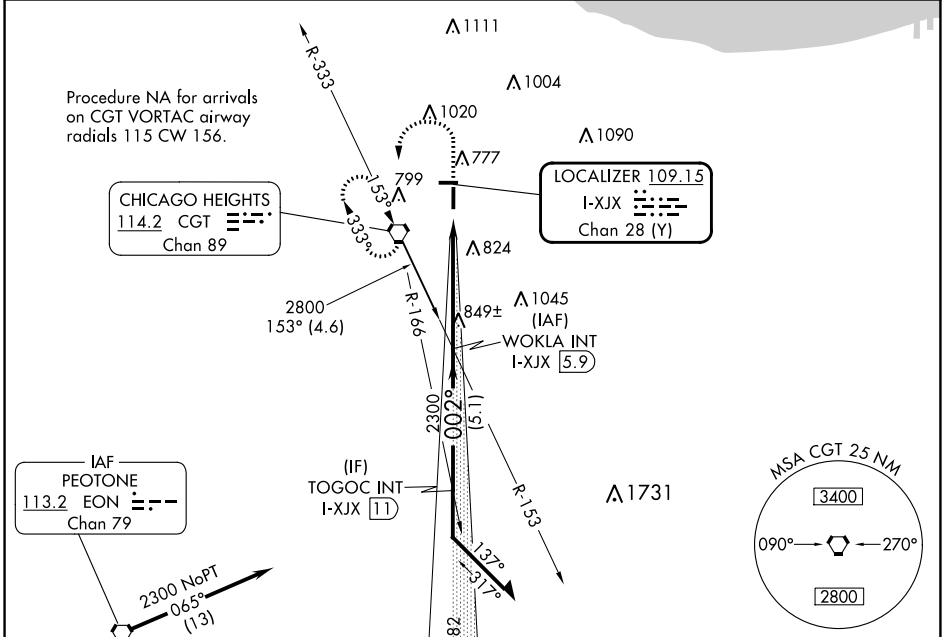 1111
R-333
1004
Procedure NA for arrivals
on CGT VORTAC airway
radials 115 CW 156.
1020
1090
777
799
153°
LOCALIZER 109.15
I-XJX
Chan 28 (Y)
CHICAGO HEIGHTS
114.2 CGT
Chan 89
333°
824
2800
153° (4.6)
R-166
1045
849±
(IAF)
WOKLA INT
I-XJX 5.9
2300
002°
(5.1)
(IF)
TOGOC INT
I-XJX 11
R-153
1731
IAF
PEOTONE
113.2 EON
Chan 79
MSA CGT 25 NM
3400
090°
270°
2800
137°
317°
2300 NoPT
065°
(13)
82